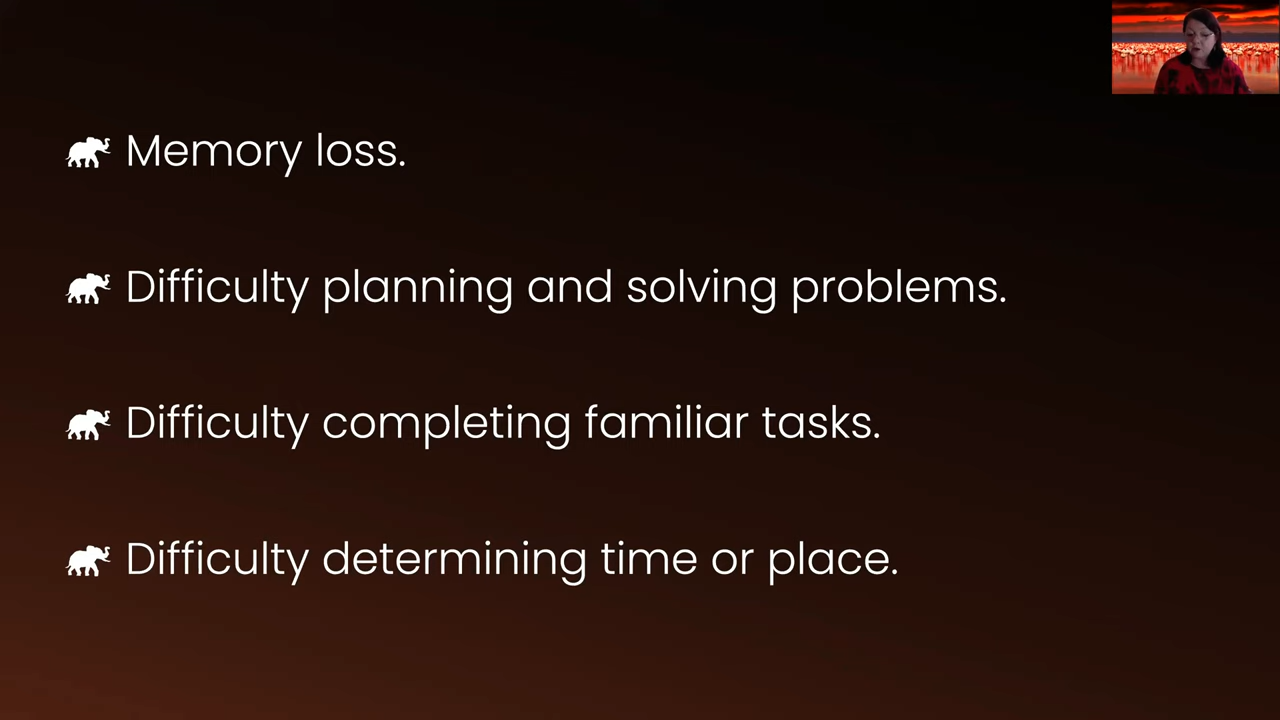 Memory loss.
Difficulty planning and solving problems.
Difficulty completing familiar tasks.
Difficulty determining time or place.